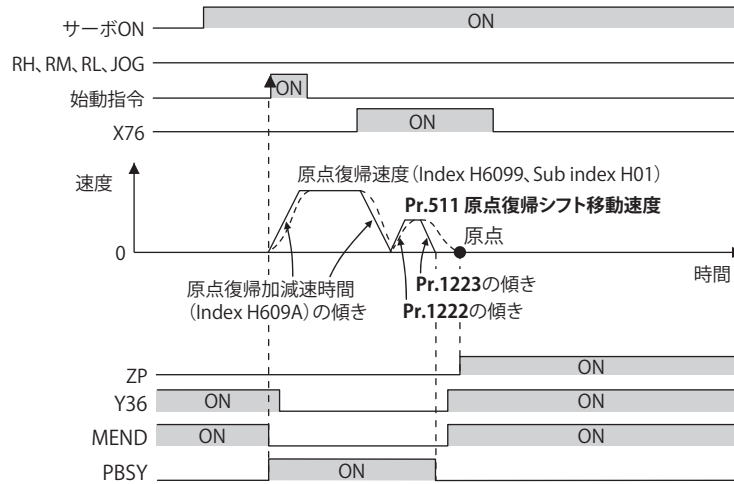 サーボON
ON
RH、RM、RL、JOG
始動指令
ON
X76
ON
速度
原点復帰速度（Index H6099、Sub index H01）
Pr.511 原点復帰シフト移動速度
原点
0
時間
原点復帰加減速時間
（Index H609A）の傾き
Pr.1223の傾き
Pr.1222の傾き
ZP
ON
Y36
ON
ON
MEND
ON
ON
PBSY
ON